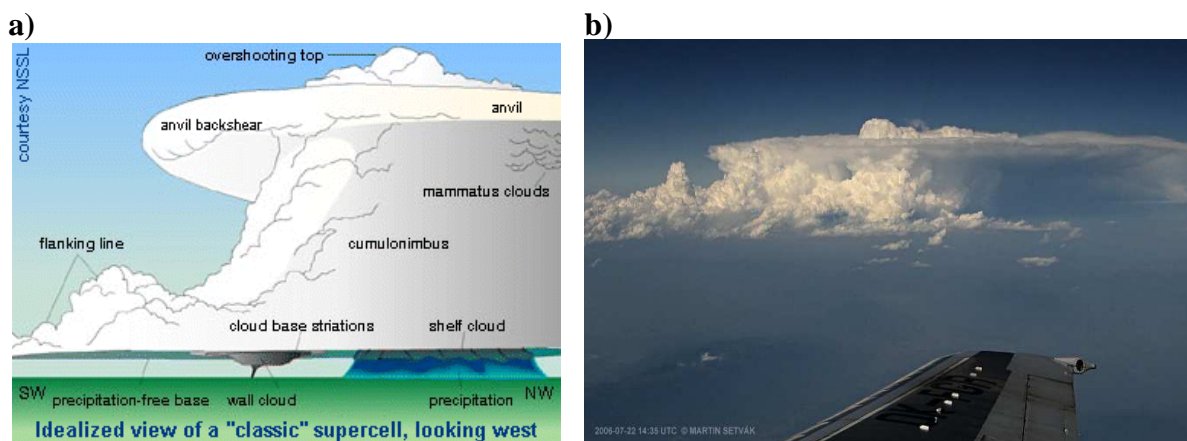 a)
b)
courtesy NSSL
overshooting top
anvil
anvil backshear
mammatus clouds
flanking line
cumulonimbus
cloud base striations
shelf cloud
SW
precipitation-free base
wall cloud
precipitation
NW
Idealized view of a "classic" supercell, looking west
2006-07-22 14:35 UTC © MARTIN SETVÁK